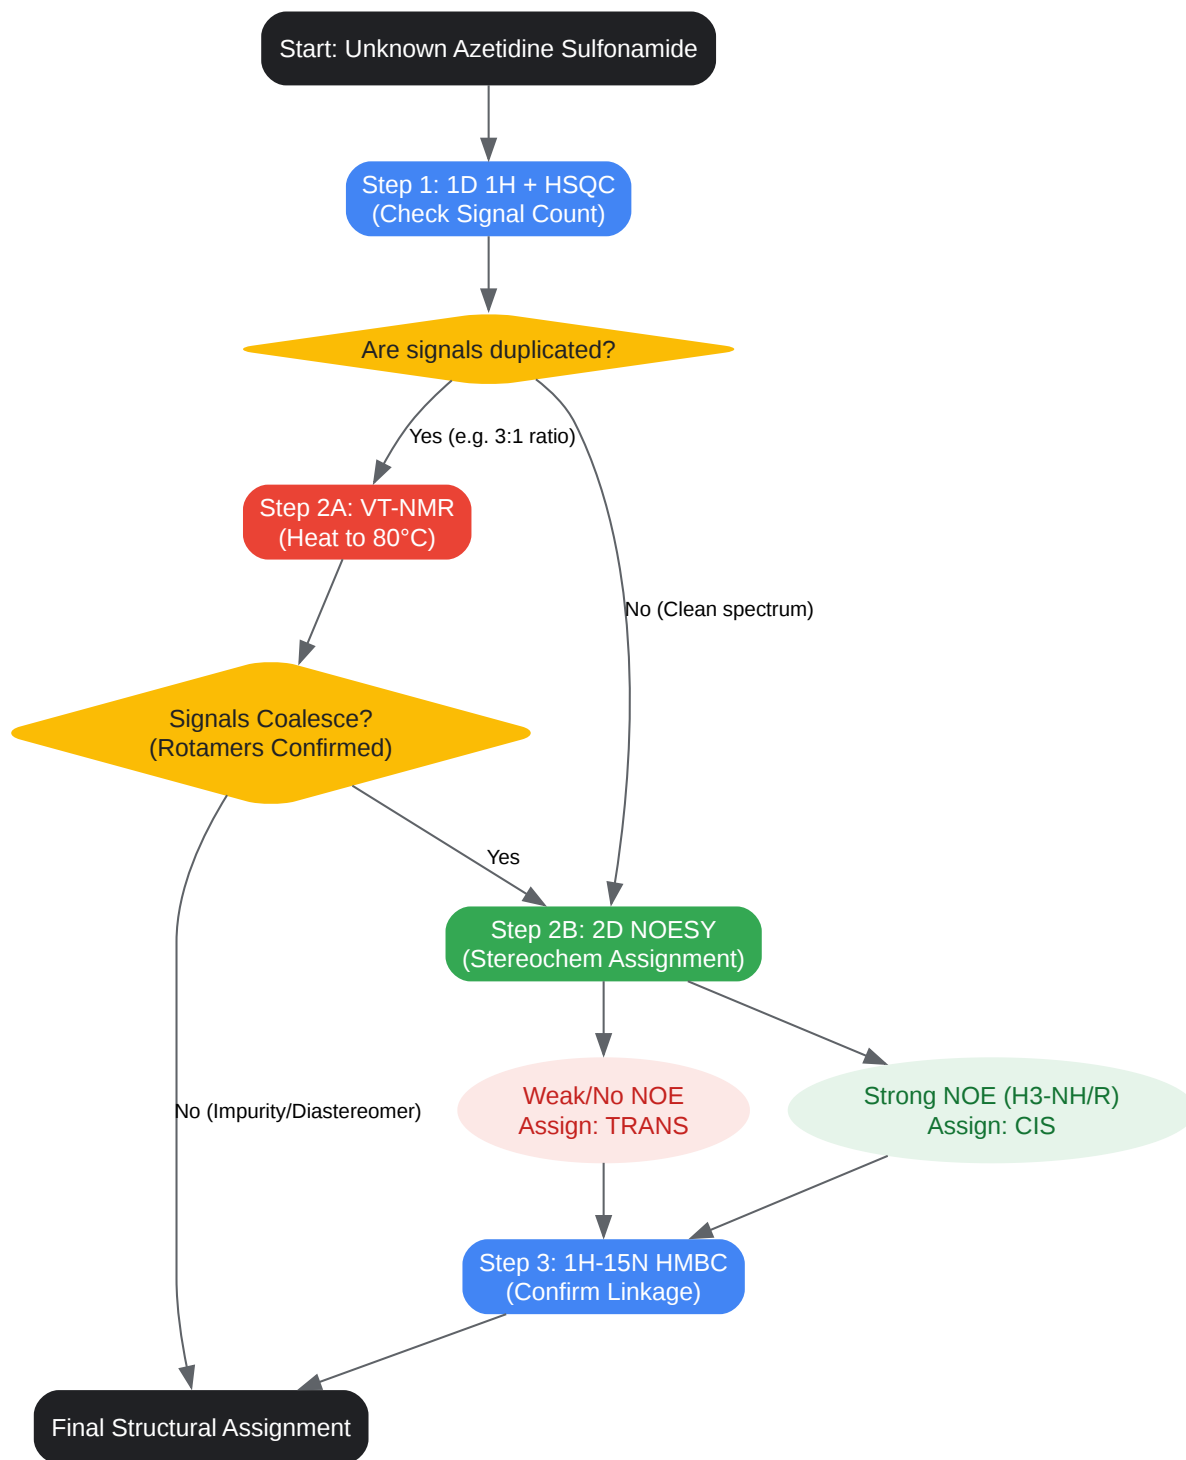 Start: Unknown Azetidine Sulfonamide
Step 1: 1D 1H + HSQC
(Check Signal Count)
Are signals duplicated?
Yes (e.g. 3:1 ratio)
Step 2A: VT-NMR
(Heat to 80°C)
No (Clean spectrum)
Signals Coalesce?
(Rotamers Confirmed)
Yes
Step 2B: 2D NOESY
(Stereochem Assignment)
Weak/No NOE
Assign: TRANS
Strong NOE (H3-NH/R)
Assign: CIS
No (Impurity/Diastereomer)
Step 3: 1H-15N HMBC
(Confirm Linkage)
Final Structural Assignment